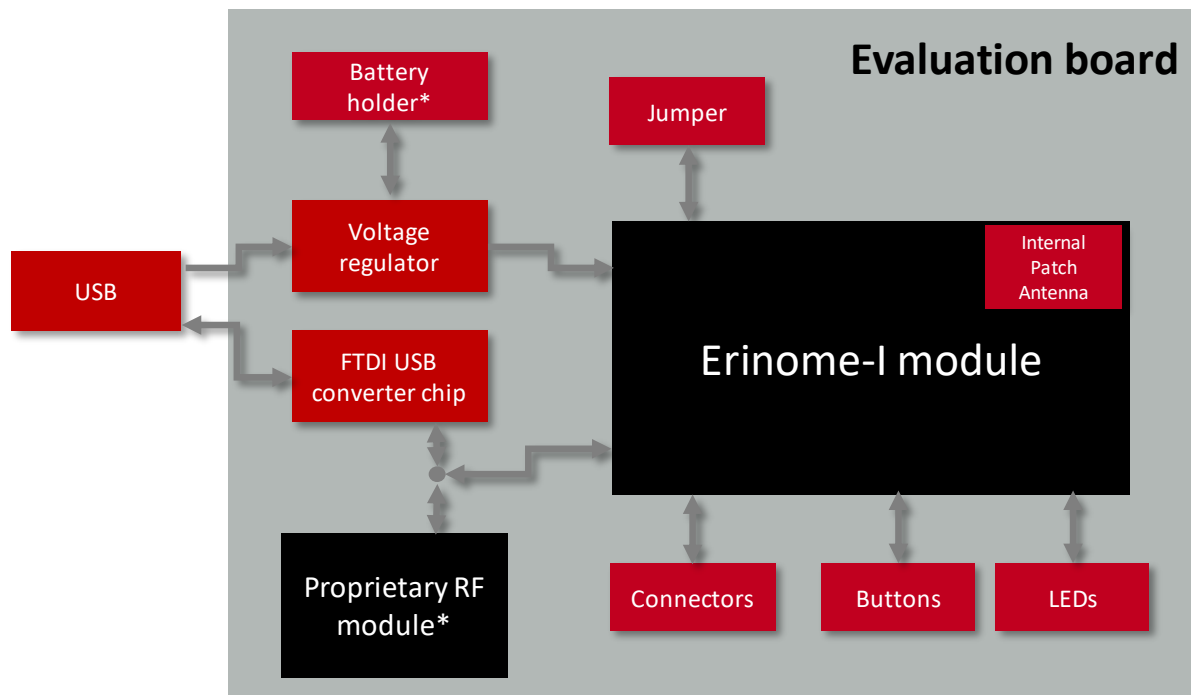 Evaluation board
Battery
holder*
Jumper
Voltage
regulator
Internal
Patch
Antenna
USB
Erinome-I module
FTDI USB
converter chip
Proprietary RF
module*
Connectors
Buttons
LEDs